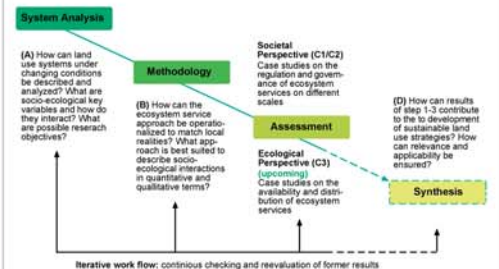 System Analysis
(A) How can land
use systems under
changing conditions
be described and
analyzed? What are
socio-ecological key
variables and how do
they interact? What
are possible reserach
objectives?
Methodology
(B) How can the
ecosystem service
approach be operatio-
nalized to match local
realities? What app-
roach is best suited to
describe socio-
ecological interactions
in quantitative and
quallitative terms?
Societal
Perspective (C1/C2)
Case studies on the
regulation and govern-
ance of ecosystem
services on different
scales
Assessment
Ecological
Perspective (C3)
(upcoming)
Case studies on the
availability and distri-
bution of ecosystem
services
(D) How can results
of step 1-3 contribute
to the to development
of sustainable land
use strategies? How
can relevance and
applicability be
ensured?
Synthesis
Iterative work flow: continious checking and reevaluation of former results